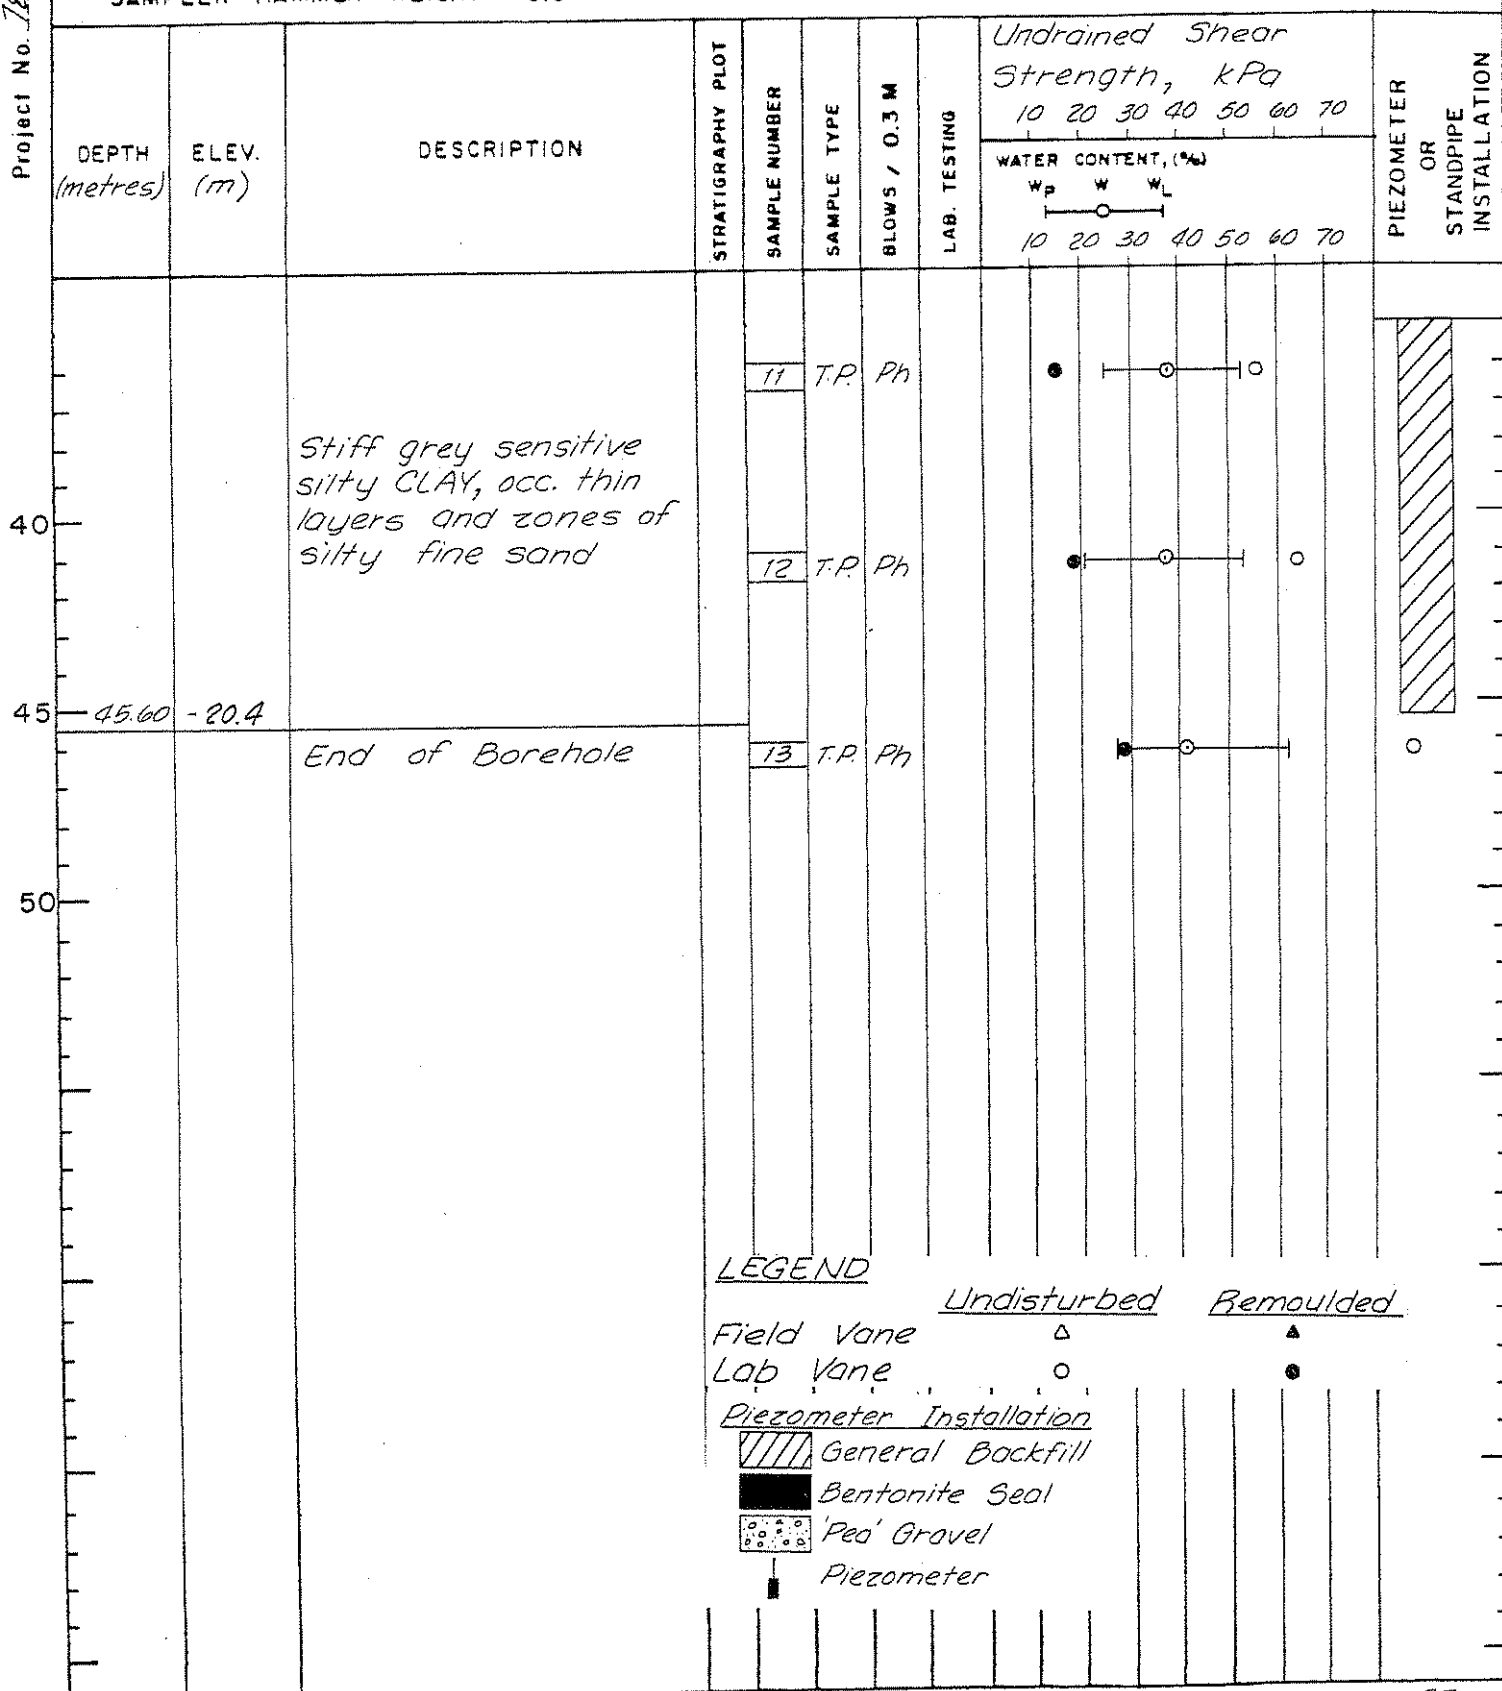 Project No.
DEPTH
(metres)
ELEV.
(m)
DESCRIPTION
STRATIGRAPHY PLOT
SAMPLE NUMBER
SAMPLE TYPE
BLOWS / 0.3 M
LAB. TESTING
Undrained Shear
Strength, kPa
10 20 30 40 50 60 70
WATER CONTENT, (%)
Wp W WL
10 20 30 40 50 60 70
PIEZOMETER
OR
STANDPIPE
INSTALLATION
11 T.P. Ph
Stiff grey sensitive
silty CLAY, occ. thin
layers and zones of
silty fine sand
40
12 T.P. Ph
45 45.60 -20.4
End of Borehole
13 T.P. Ph
50
LEGEND
Undisturbed Remoulded
Field Vane
Lab Vane
Piezometer Installation
General Backfill
Bentonite Seal
'Pea' Gravel
Piezometer